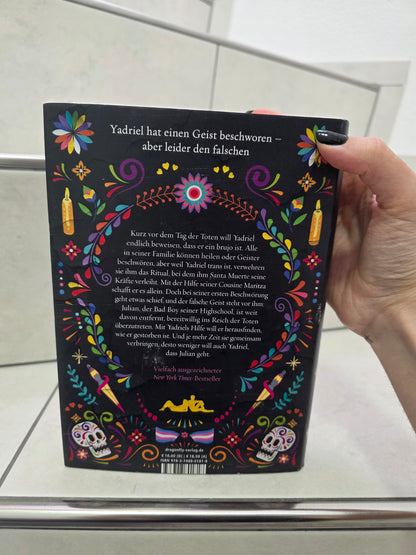 Yadriel hat einen Geist beschworen –
aber leider den falschen
Kurz vor dem Tag der Toten will Yadriel
endlich beweisen, dass er ein brujo ist. Alle
in seiner Familie können heilen oder Geister
beschwören, aber weil Yadriel trans ist, verwehren
sie ihm das Ritual, bei dem ihm Santa Muerte seine
Kräfte verleiht. Mit der Hilfe seiner Cousine Maritza
schafft er es allein. Doch bei seiner ersten Beschwörung
geht etwas schief, und der falsche Geist steht vor ihm:
Julian, der Bad Boy seiner Highschool, ist weit
davon entfernt, bereitwillig ins Reich der Toten
überzutreten. Mit Yadriels Hilfe will er herausfinden,
wie er gestorben ist. Und je mehr Zeit sie gemeinsam
verbringen, desto weniger will auch Yadriel,
dass Julian geht.
Vielfach ausgezeichneter
New York Times-Bestseller
dragonfly-verlag.de
€ 18,00 [D] | € 18,50 [A]